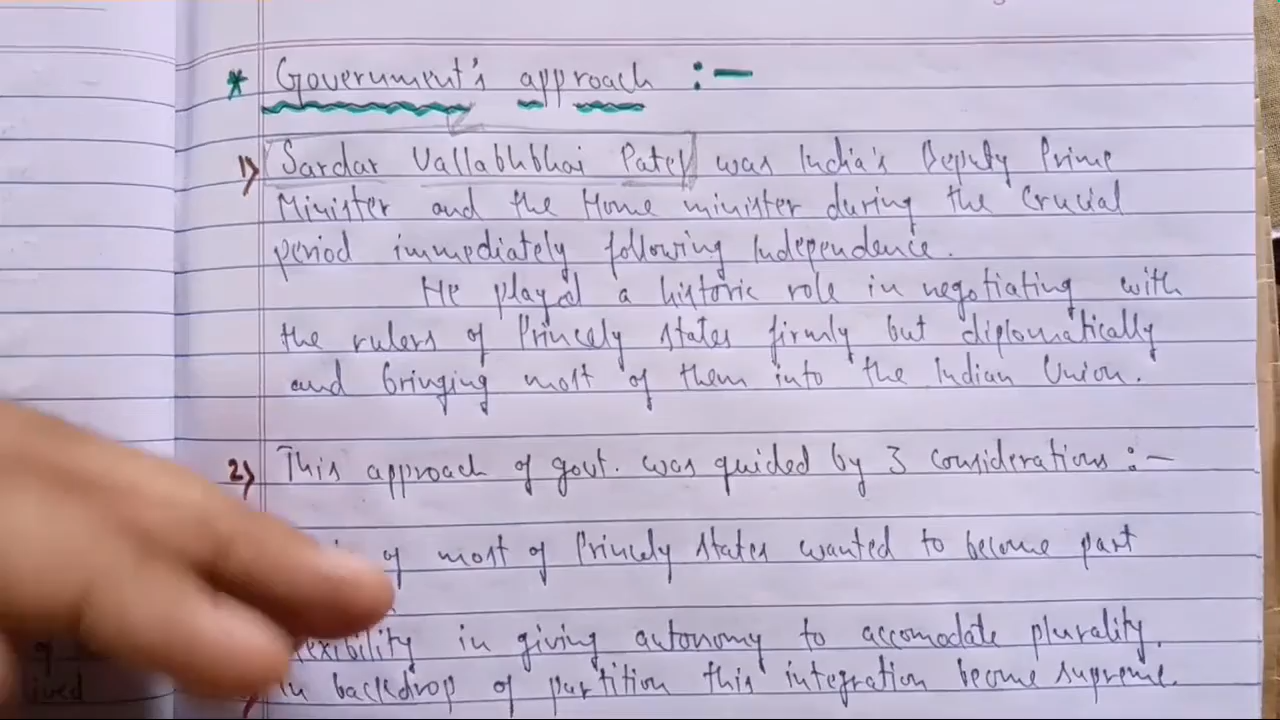 * Government's approach :-
1) Sardar Vallabhbhai Patel was India's Deputy Prime
Minister and the Home minister during the crucial
period immediately following Independence.
He played a historic role in negotiating with
the rulers of Princely states firmly but diplomatically
and bringing most of them into the Indian Union.
2) This approach of govt. was guided by 3 considerations :-
of most of Princely states wanted to become part
in giving autonomy to accomodate plurality.
In backdrop of partition this integration become supreme.